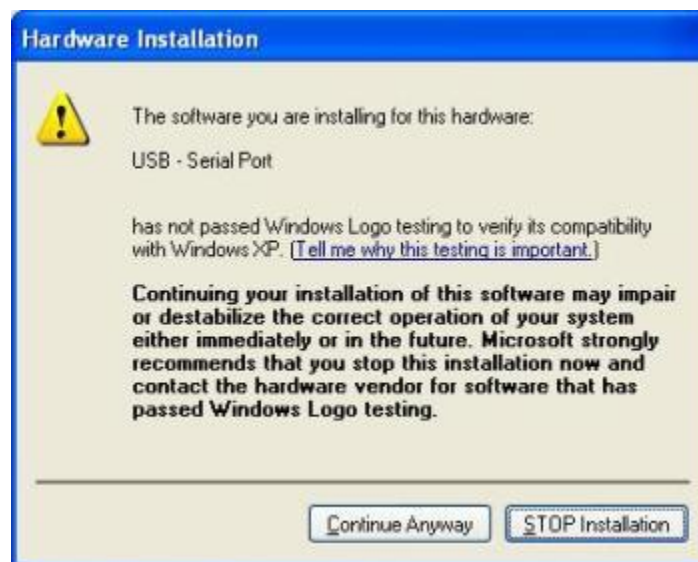 Hardware Installation
The software you are installing for this hardware:
USB - Serial Port
has not passed Windows Logo testing to verify its compatibility
with Windows XP. (Tell me why this testing is important.)
Continuing your installation of this software may impair
or destabilize the correct operation of your system
either immediately or in the future. Microsoft strongly
recommends that you stop this installation now and
contact the hardware vendor for software that has
passed Windows Logo testing.
Continue Anyway
STOP Installation